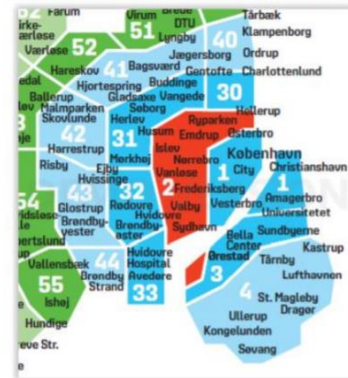 Farum
Virum
DTU
Lyngby
Tårbæk
Klampenborg
51
40
Værløse
52
Jægersborg
Ordrup
Hareskov
41
Bagsværd
Gentofte
Charlottenlund
Hjortespring
Buddinge
30
Ballerup
Gladsaxe
Vangede
Malmparken
Søborg
Hellerup
Skovlunde
Herlev
Ryparken
42
31
Husum
Emdrup
Østerbro
Harrestrup
Islev
København
Risby
Mørkhøj
Nørrebro
1
City
Christianshavn
Ejby
Vanløse
Hvissinge
2
Frederiksberg
1
43
32
Amagerbro
54
Glostrup
Rødovre
Valby
Vesterbro
Universitetet
Brøndby-
vester
Hvidovre
Brøndby-
øster
Sydhavn
Sundbyerne
Bella
Center
Kastrup
Hvidovre
Hospital
Ørestad
Tårnby
Vallensbæk
44
3
Lufthavnen
Brøndby
Strand
Avedøre
4
55
33
St. Magleby
Ishøj
Dragør
Ullerup
Hundige
Kongelunden
Søvang